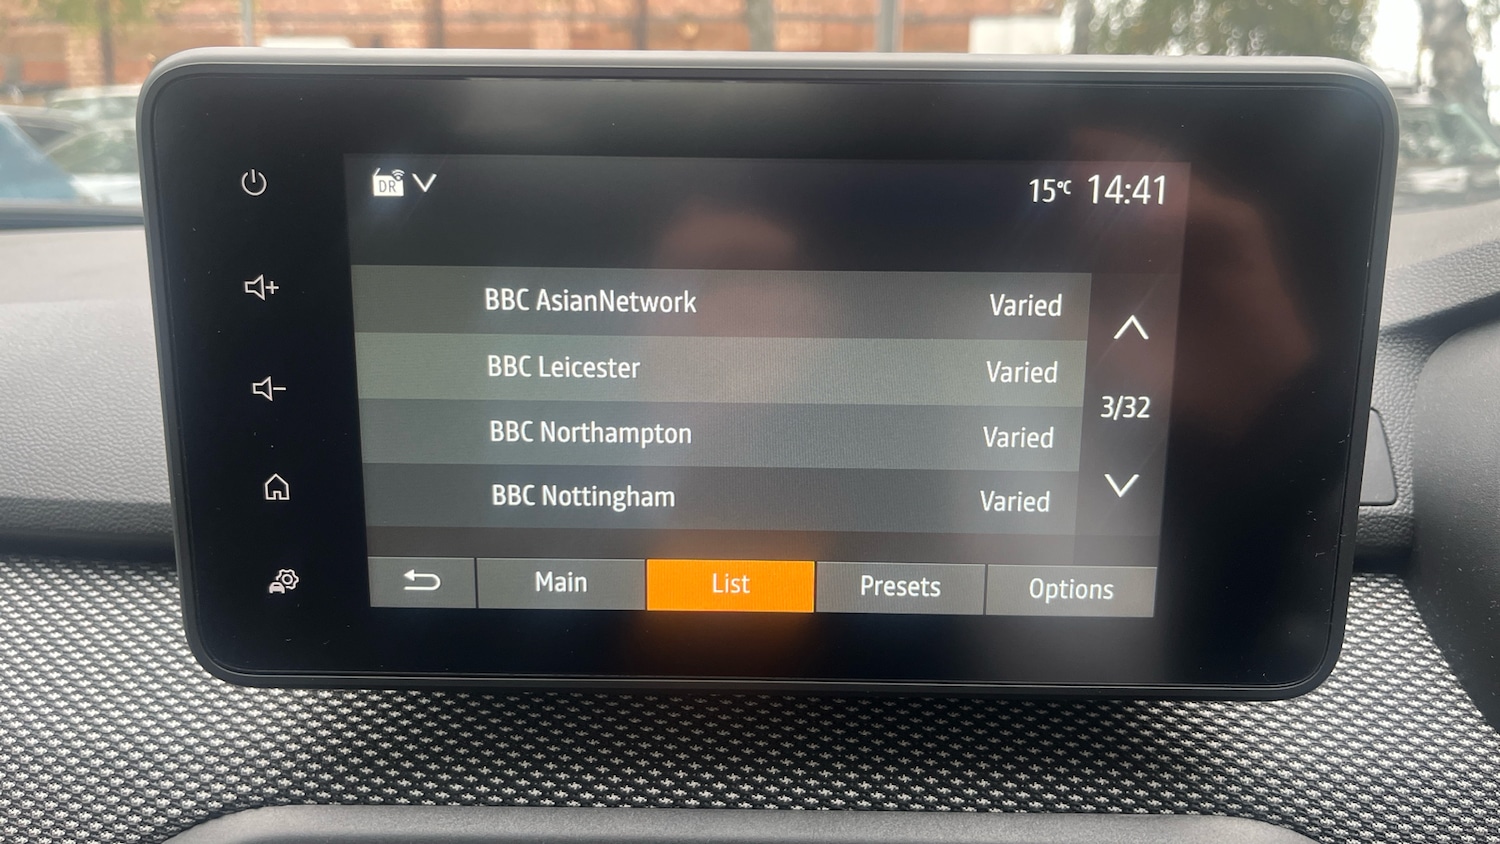 DR
15°C 14:41
BBC AsianNetwork Varied
BBC Leicester Varied
3/32
BBC Northampton Varied
BBC Nottingham Varied
Main List Presets Options